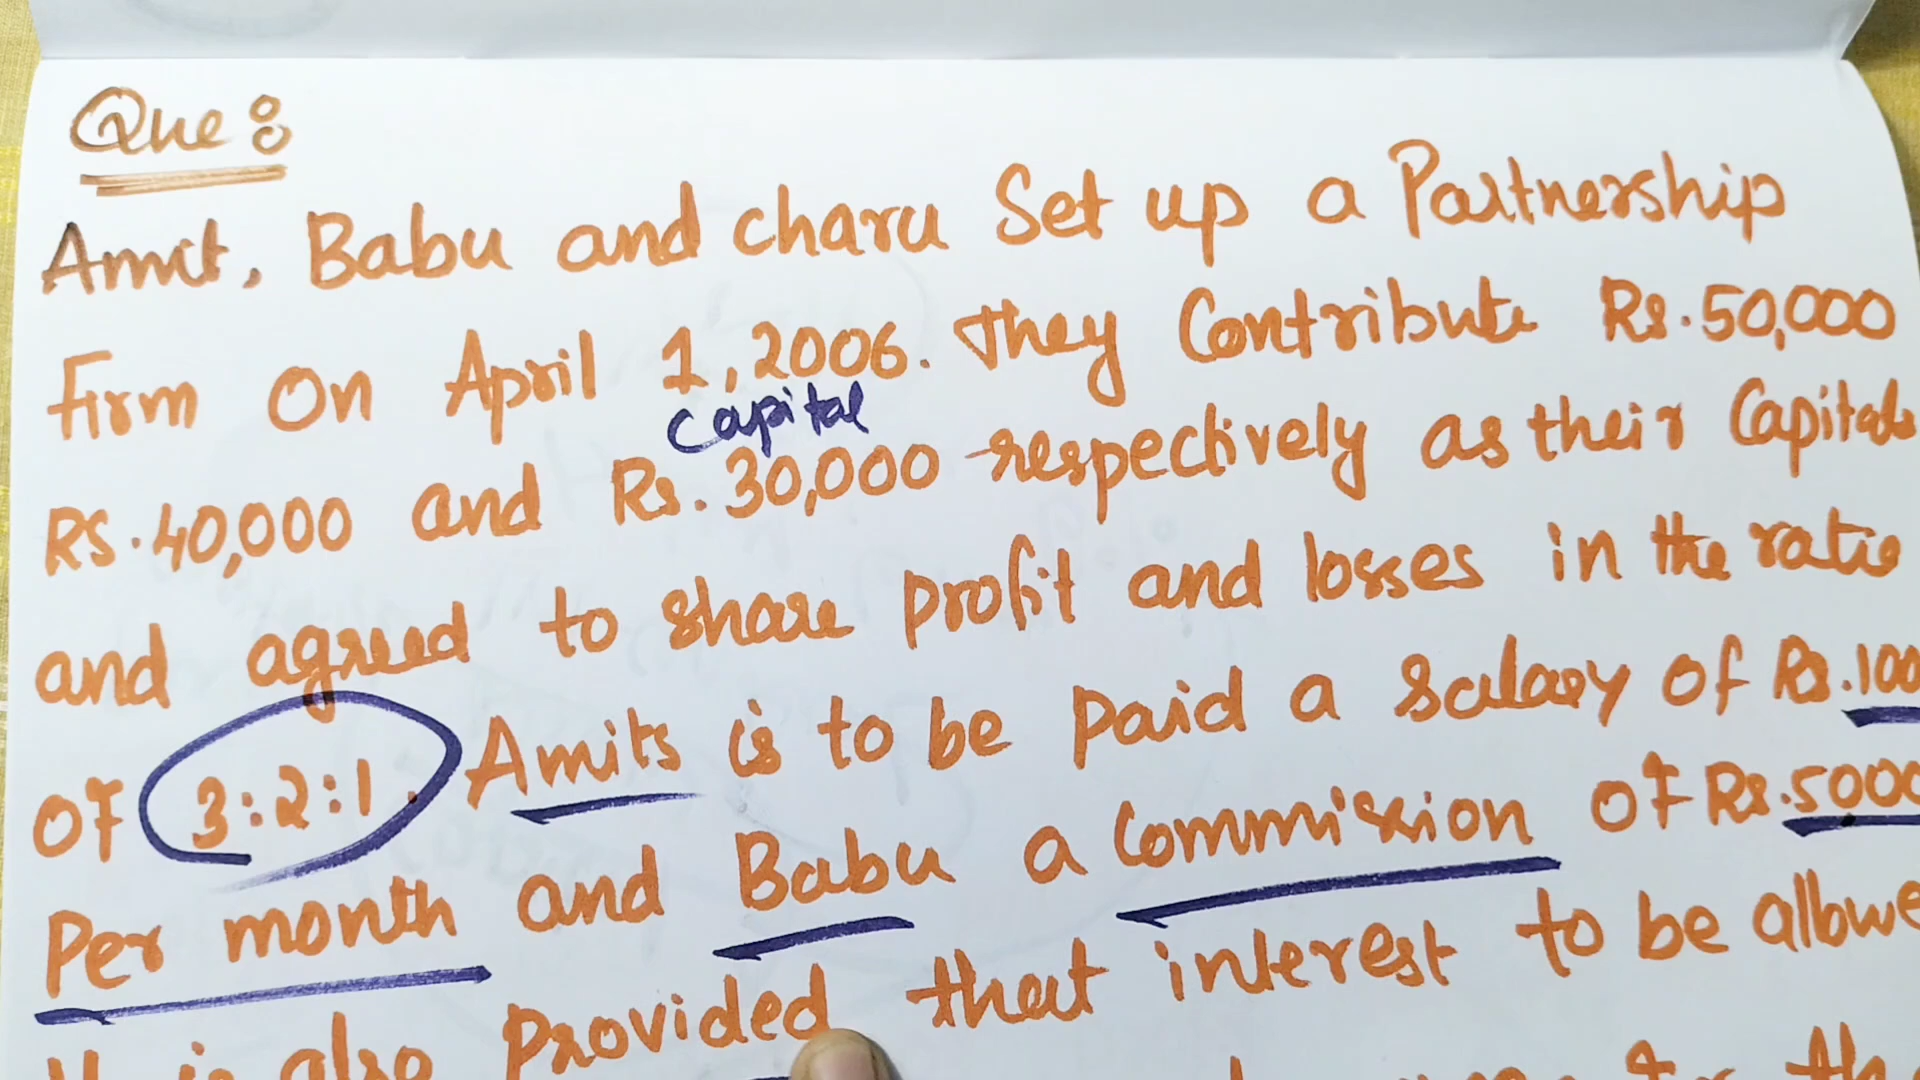 Que :
Amit, Babu and charu Set up a Partnership
Firm On April 1, 2006. They Contribute Rs. 50,000
Capital
RS. 40,000 and Rs. 30,000 respectively as their Capitals
and agreed to share profit and losses in the ratio
of 3:2:1. Amits is to be paid a salary of Rs. 100
Per month and Babu a Commission of Rs. 5000
is also provided that interest to be allowe